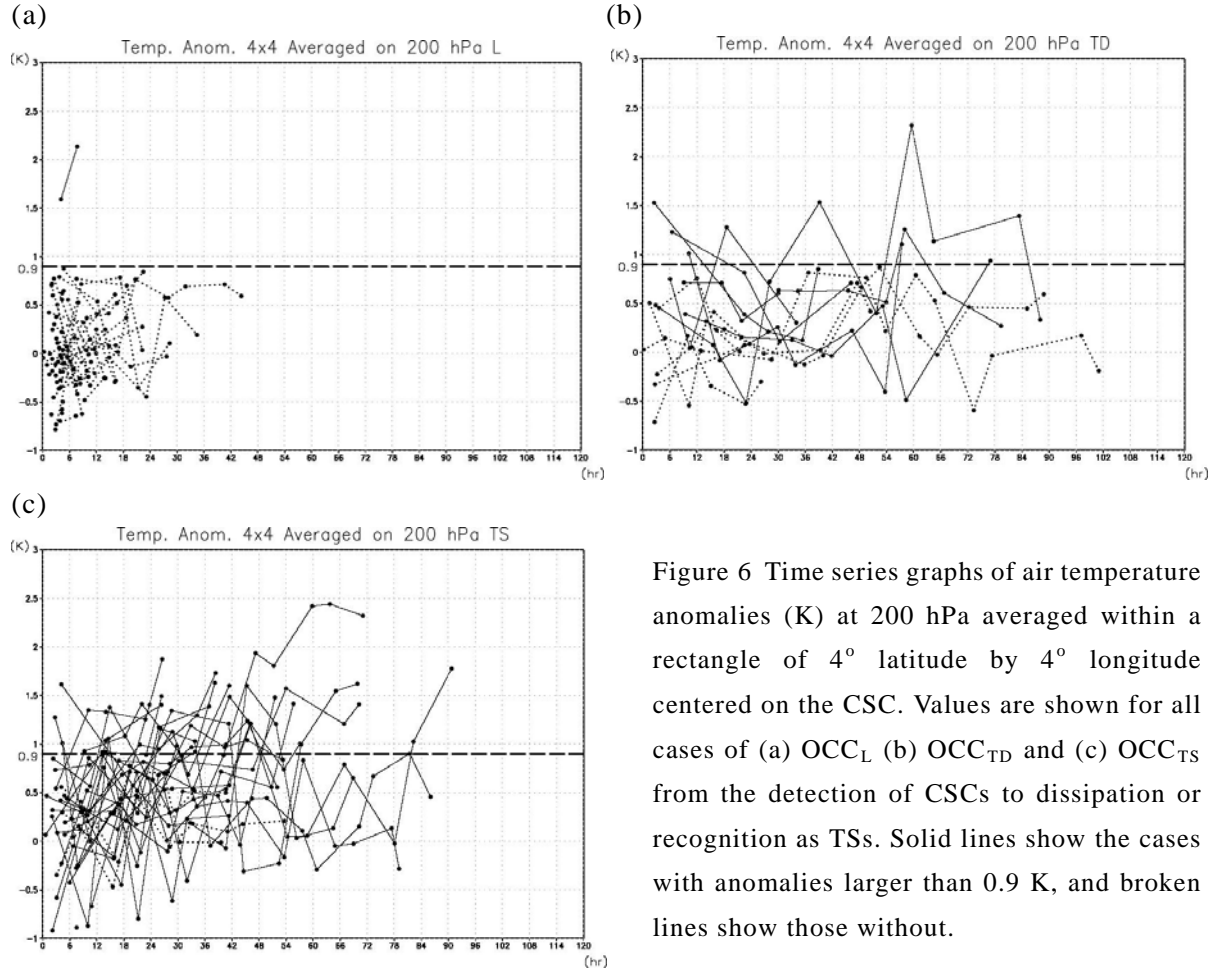 (a)
Temp. Anom. 4x4 Averaged on 200 hPa L
(K)
3
2.5
2
1.5
1
0.9
0.5
0
-0.5
-1
0 6 12 18 24 30 36 42 48 54 60 66 72 78 84 90 96 102 108 114 120
(hr)
(b)
Temp. Anom. 4x4 Averaged on 200 hPa TD
(K)
3
2.5
2
1.5
1
0.9
0.5
0
-0.5
-1
0 6 12 18 24 30 36 42 48 54 60 66 72 78 84 90 96 102 108 114 120
(hr)
(c)
Temp. Anom. 4x4 Averaged on 200 hPa TS
(K)
3
2.5
2
1.5
1
0.9
0.5
0
-0.5
-1
0 6 12 18 24 30 36 42 48 54 60 66 72 78 84 90 96 102 108 114 120
(hr)
Figure 6 Time series graphs of air temperature
anomalies (K) at 200 hPa averaged within a
rectangle of 4° latitude by 4° longitude
centered on the CSC. Values are shown for all
cases of (a) OCC_L (b) OCC_TD and (c) OCC_TS
from the detection of CSCs to dissipation or
recognition as TSs. Solid lines show the cases
with anomalies larger than 0.9 K, and broken
lines show those without.